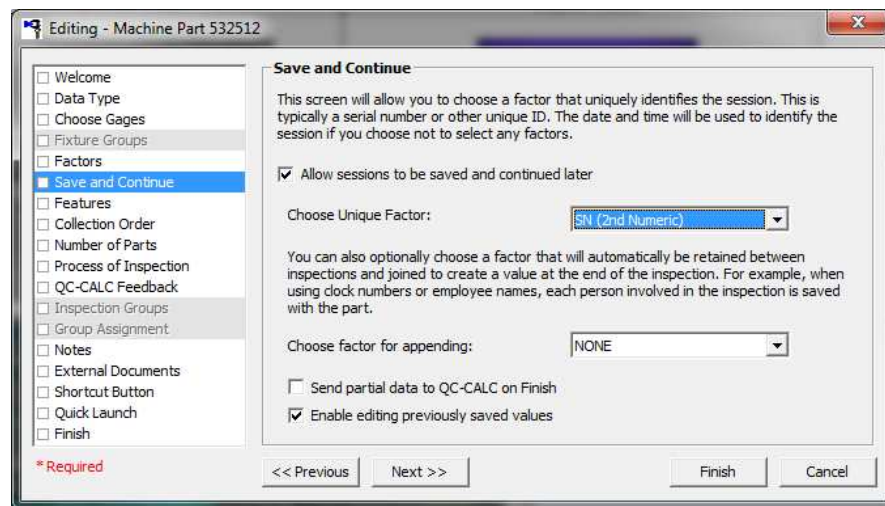 Editing - Machine Part 532512
Welcome
Data Type
Choose Gages
Fixture Groups
Factors
Save and Continue
Features
Collection Order
Number of Parts
Process of Inspection
QC-CALC Feedback
Inspection Groups
Group Assignment
Notes
External Documents
Shortcut Button
Quick Launch
Finish
* Required
Save and Continue
This screen will allow you to choose a factor that uniquely identifies the session. This is
typically a serial number or other unique ID. The date and time will be used to identify the
session if you choose not to select any factors.
Allow sessions to be saved and continued later
Choose Unique Factor:
SN (2nd Numeric)
You can also optionally choose a factor that will automatically be retained between
inspections and joined to create a value at the end of the inspection. For example, when
using clock numbers or employee names, each person involved in the inspection is saved
with the part.
Choose factor for appending:
NONE
Send partial data to QC-CALC on Finish
Enable editing previously saved values
<< Previous
Next >>
Finish
Cancel